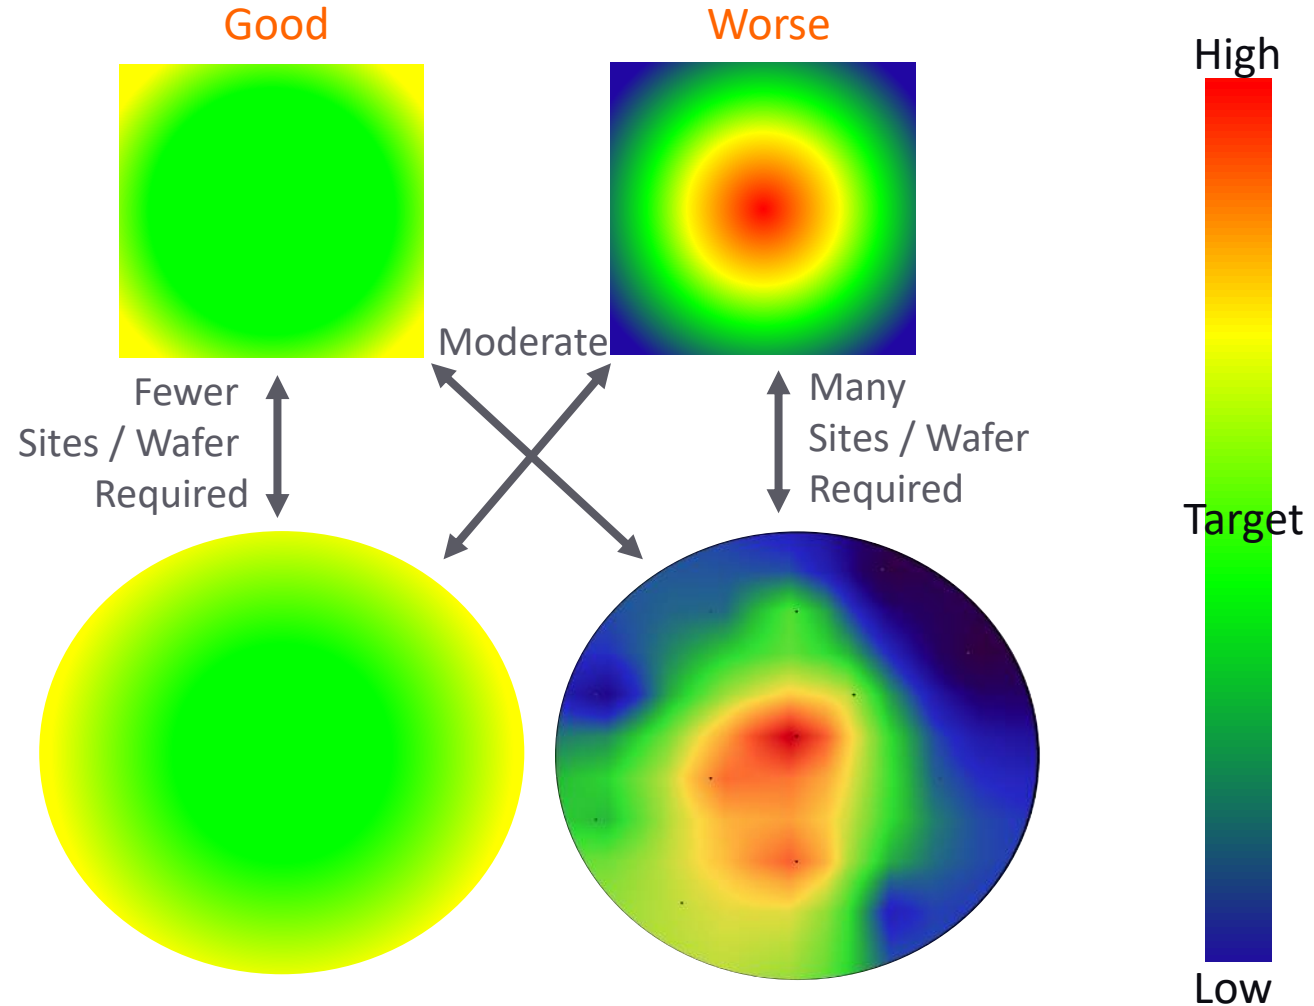 Good
Worse
High
Moderate
Fewer
Sites / Wafer
Required
Many
Sites / Wafer
Required
Target
Low